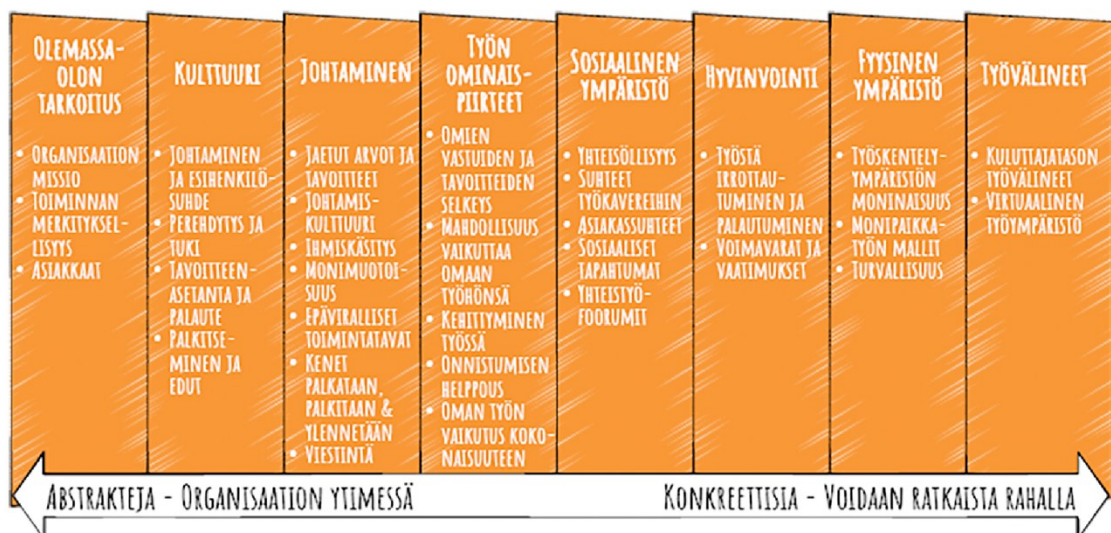 OLEMASSA-
OLON
TARKOITUS
• ORGANISAATION
MISSIO
• TOIMINNAN
MERKITYKSEL-
LISYYS
• ASIAKKAAT
KULTTUURI
• JOHTAMINEN
JA ESIHENKILÖ-
SUHDE
• PEREHDYTYS JA
TUKI
• TAVOITTEEN-
ASETANTA JA
PALAUTE
• PALKITSE-
MINEN JA
EDUT
JOHTAMINEN
• JAETUT ARVOT JA
TAVOITTEET
• JOHTAMIS-
KULTTUURI
• IHMISKÄSITYS
• MONIMUOTOI-
SUUS
• EPÄVIRALLISET
TOIMINTATAVAT
• KENET
PALKATAAN,
PALKITAAN &
YLENNETÄÄN
• VIESTINTÄ
TYÖN
OMINAIS-
PIIRTEET
• OMIEN
VASTUIDEN JA
TAVOITTEIDEN
SELKEYS
• MAHDOLLISUUS
VAIKUTTAA
OMAAN
TYÖHÖNSÄ
• KEHITTYMINEN
TYÖSSÄ
• ONNISTUMISEN
HELPPOUS
• OMAN TYÖN
VAIKUTUS KOKO-
NAISUUTEEN
SOSIAALINEN
YMPÄRISTÖ
• YHTEISÖLLISYYS
• SUHTEET
TYÖKAVEREIHIN
• ASIAKASSUHTEET
• SOSIAALISET
TAPAHTUMAT
• YHTEISTYÖ-
FOORUMIT
HYVINVOINTI
• TYÖSTÄ
IRROTTAU-
TUMINEN JA
PALAUTUMINEN
• VOIMAVARAT JA
VAATIMUKSET
FYYSINEN
YMPÄRISTÖ
• TYÖSKENTELY-
YMPÄRISTÖN
MONINAISUUS
• MONIPAIKKA-
TYÖN MALLIT
• TURVALLISUUS
TYÖVÄLINEET
• KULUTTAJATASON
TYÖVÄLINEET
• VIRTUAALINEN
TYÖYMPÄRISTÖ
ABSTRAKTEJA - ORGANISAATION YTIMESSÄ
KONKREETTISIA - VOIDAAN RATKAISTA RAHALLA